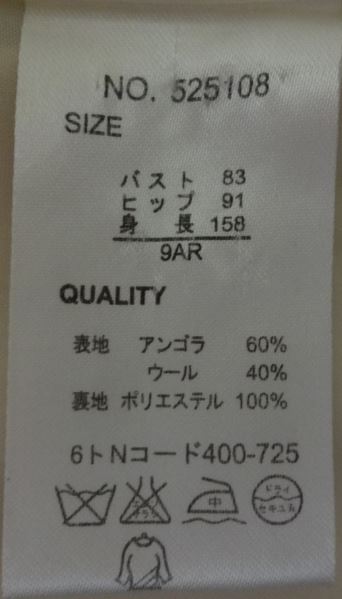 NO. 525108
SIZE
バスト 83
ヒップ 91
身長 158
9AR
QUALITY
表地 アンゴラ 60%
ウール 40%
裏地 ポリエステル 100%
6トNコード400-725
中
ドライ
セキユ系